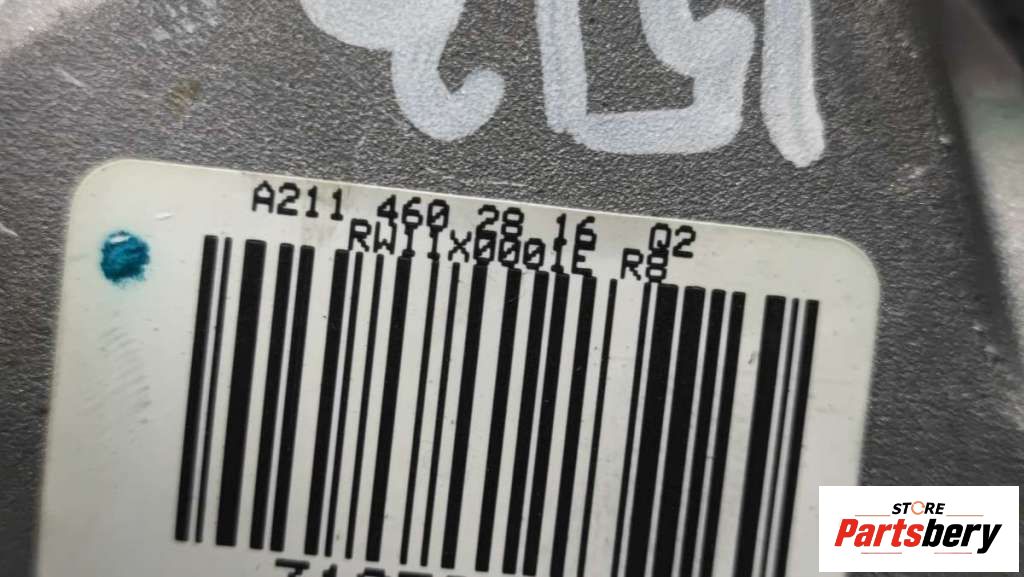 A211 460 28 16 Q2
RWIIX0001E R8
STORE
Partsbery